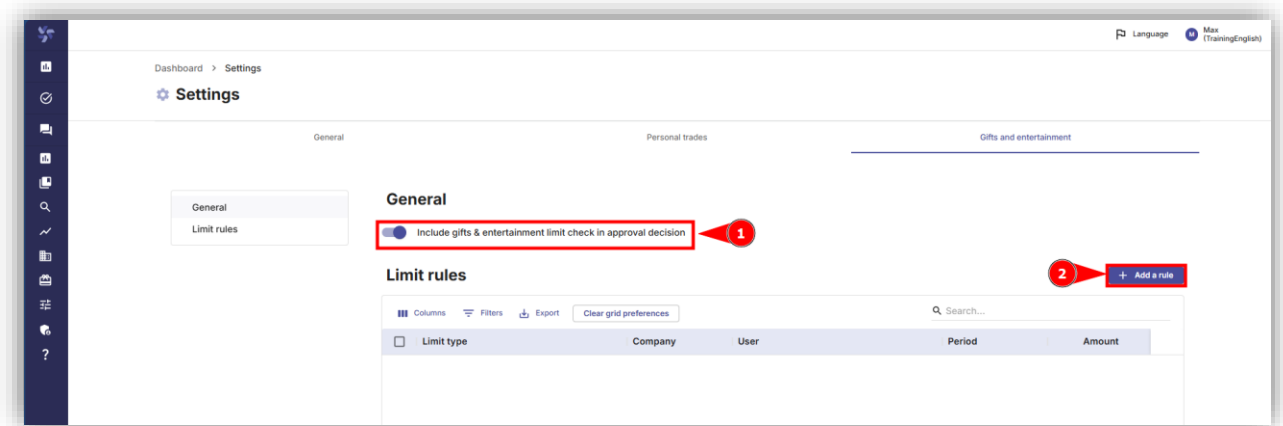 Language
M
Max
(TrainingEnglish)
Dashboard > Settings
Settings
General
Personal trades
Gifts and entertainment
General
Limit rules
General
Include gifts & entertainment limit check in approval decision
1
Limit rules
2
+ Add a rule
Columns
Filters
Export
Clear grid preferences
Search...
Limit type
Company
User
Period
Amount
?